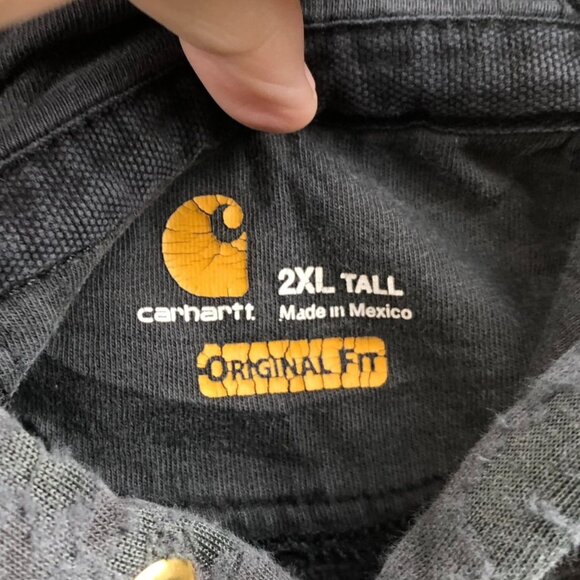 carhartt
2XL TALL
Made in Mexico
ORIGINAL FIT